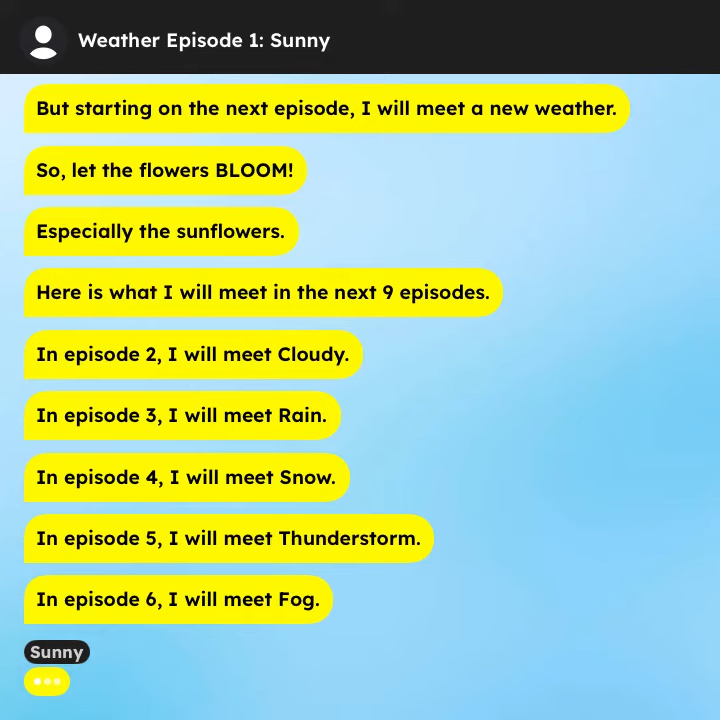 Weather Episode 1: Sunny
But starting on the next episode, I will meet a new weather.
So, let the flowers BLOOM!
Especially the sunflowers.
Here is what I will meet in the next 9 episodes.
In episode 2, I will meet Cloudy.
In episode 3, I will meet Rain.
In episode 4, I will meet Snow.
In episode 5, I will meet Thunderstorm.
In episode 6, I will meet Fog.
Sunny